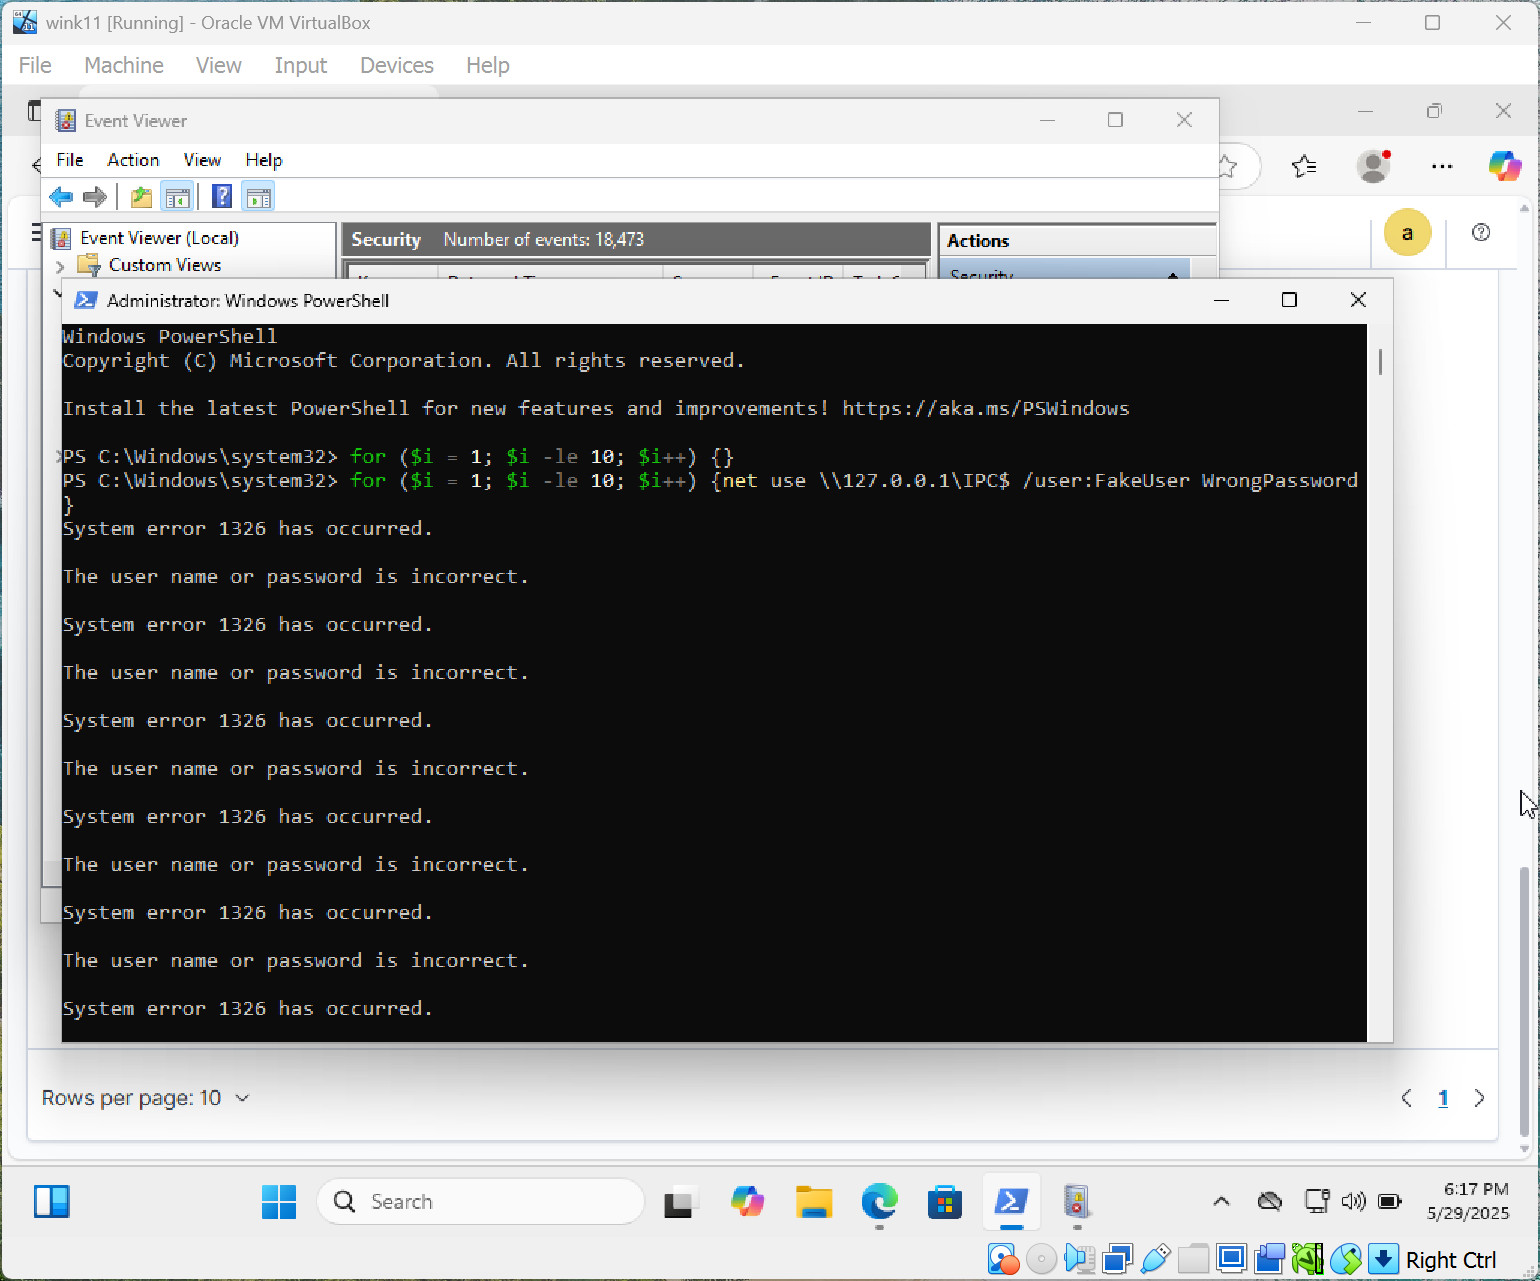 wink11 [Running] - Oracle VM VirtualBox
File Machine View Input Devices Help
Event Viewer
File Action View Help
Event Viewer (Local)
Custom Views
Security Number of events: 18,473
Actions
Security
a
Administrator: Windows PowerShell
Windows PowerShell
Copyright (C) Microsoft Corporation. All rights reserved.
Install the latest PowerShell for new features and improvements! https://aka.ms/PSWindows
PS C:\Windows\system32> for ($i = 1; $i -le 10; $i++) {}
PS C:\Windows\system32> for ($i = 1; $i -le 10; $i++) {net use \\127.0.0.1\IPC$ /user:FakeUser WrongPassword
}
System error 1326 has occurred.
The user name or password is incorrect.
System error 1326 has occurred.
The user name or password is incorrect.
System error 1326 has occurred.
The user name or password is incorrect.
System error 1326 has occurred.
The user name or password is incorrect.
System error 1326 has occurred.
The user name or password is incorrect.
System error 1326 has occurred.
Rows per page: 10
1
Search
6:17 PM
5/29/2025
Right Ctrl